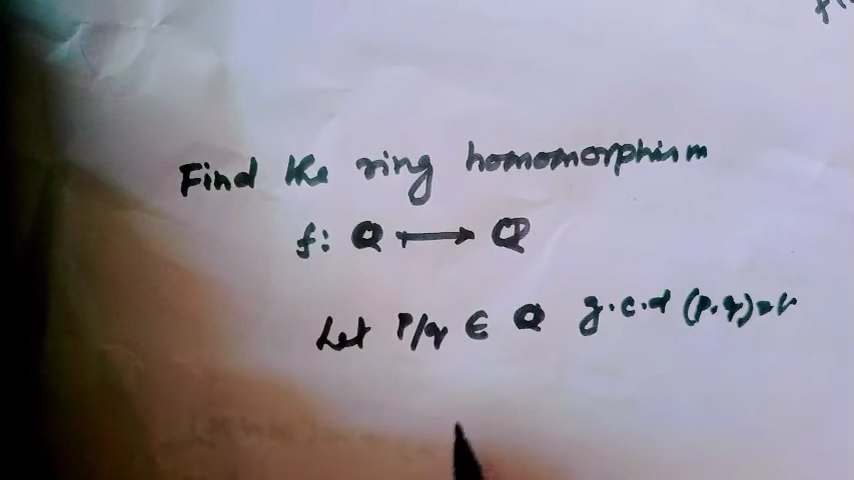 Find the ring homomorphism
f: Q ⟼ Q
Let P/q ∈ Q g.c.d (p,q)=1